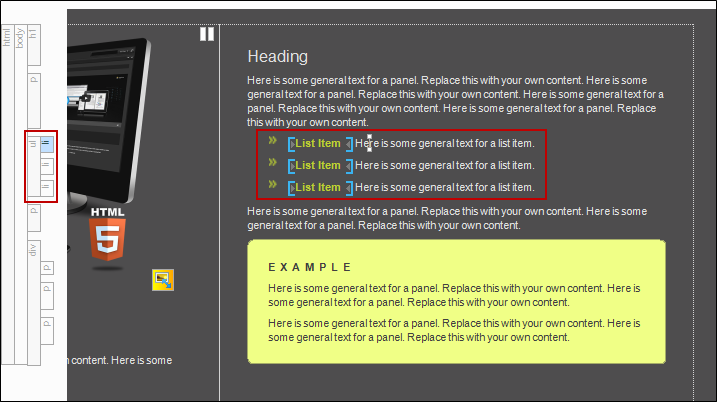 html
body
h1
p
ul
li
li
li
p
div
p
p
p
HTML
5
ontent. Here is some
Heading
Here is some general text for a panel. Replace this with your own content. Here is some
general text for a panel. Replace this with your own content. Here is some general text for a
panel. Replace this with your own content. Here is some general text for a panel. Replace
this with your own content.
» List Item Here is some general text for a list item.
» List Item Here is some general text for a list item.
» List Item Here is some general text for a list item.
Here is some general text for a panel. Replace this with your own content. Here is some
general text for a panel. Replace this with your own content.
EXAMPLE
Here is some general text for a panel. Replace this with your own content. Here is
some general text for a panel. Replace this with your own content.
Here is some general text for a panel. Replace this with your own content. Here is
some general text for a panel. Replace this with your own content.